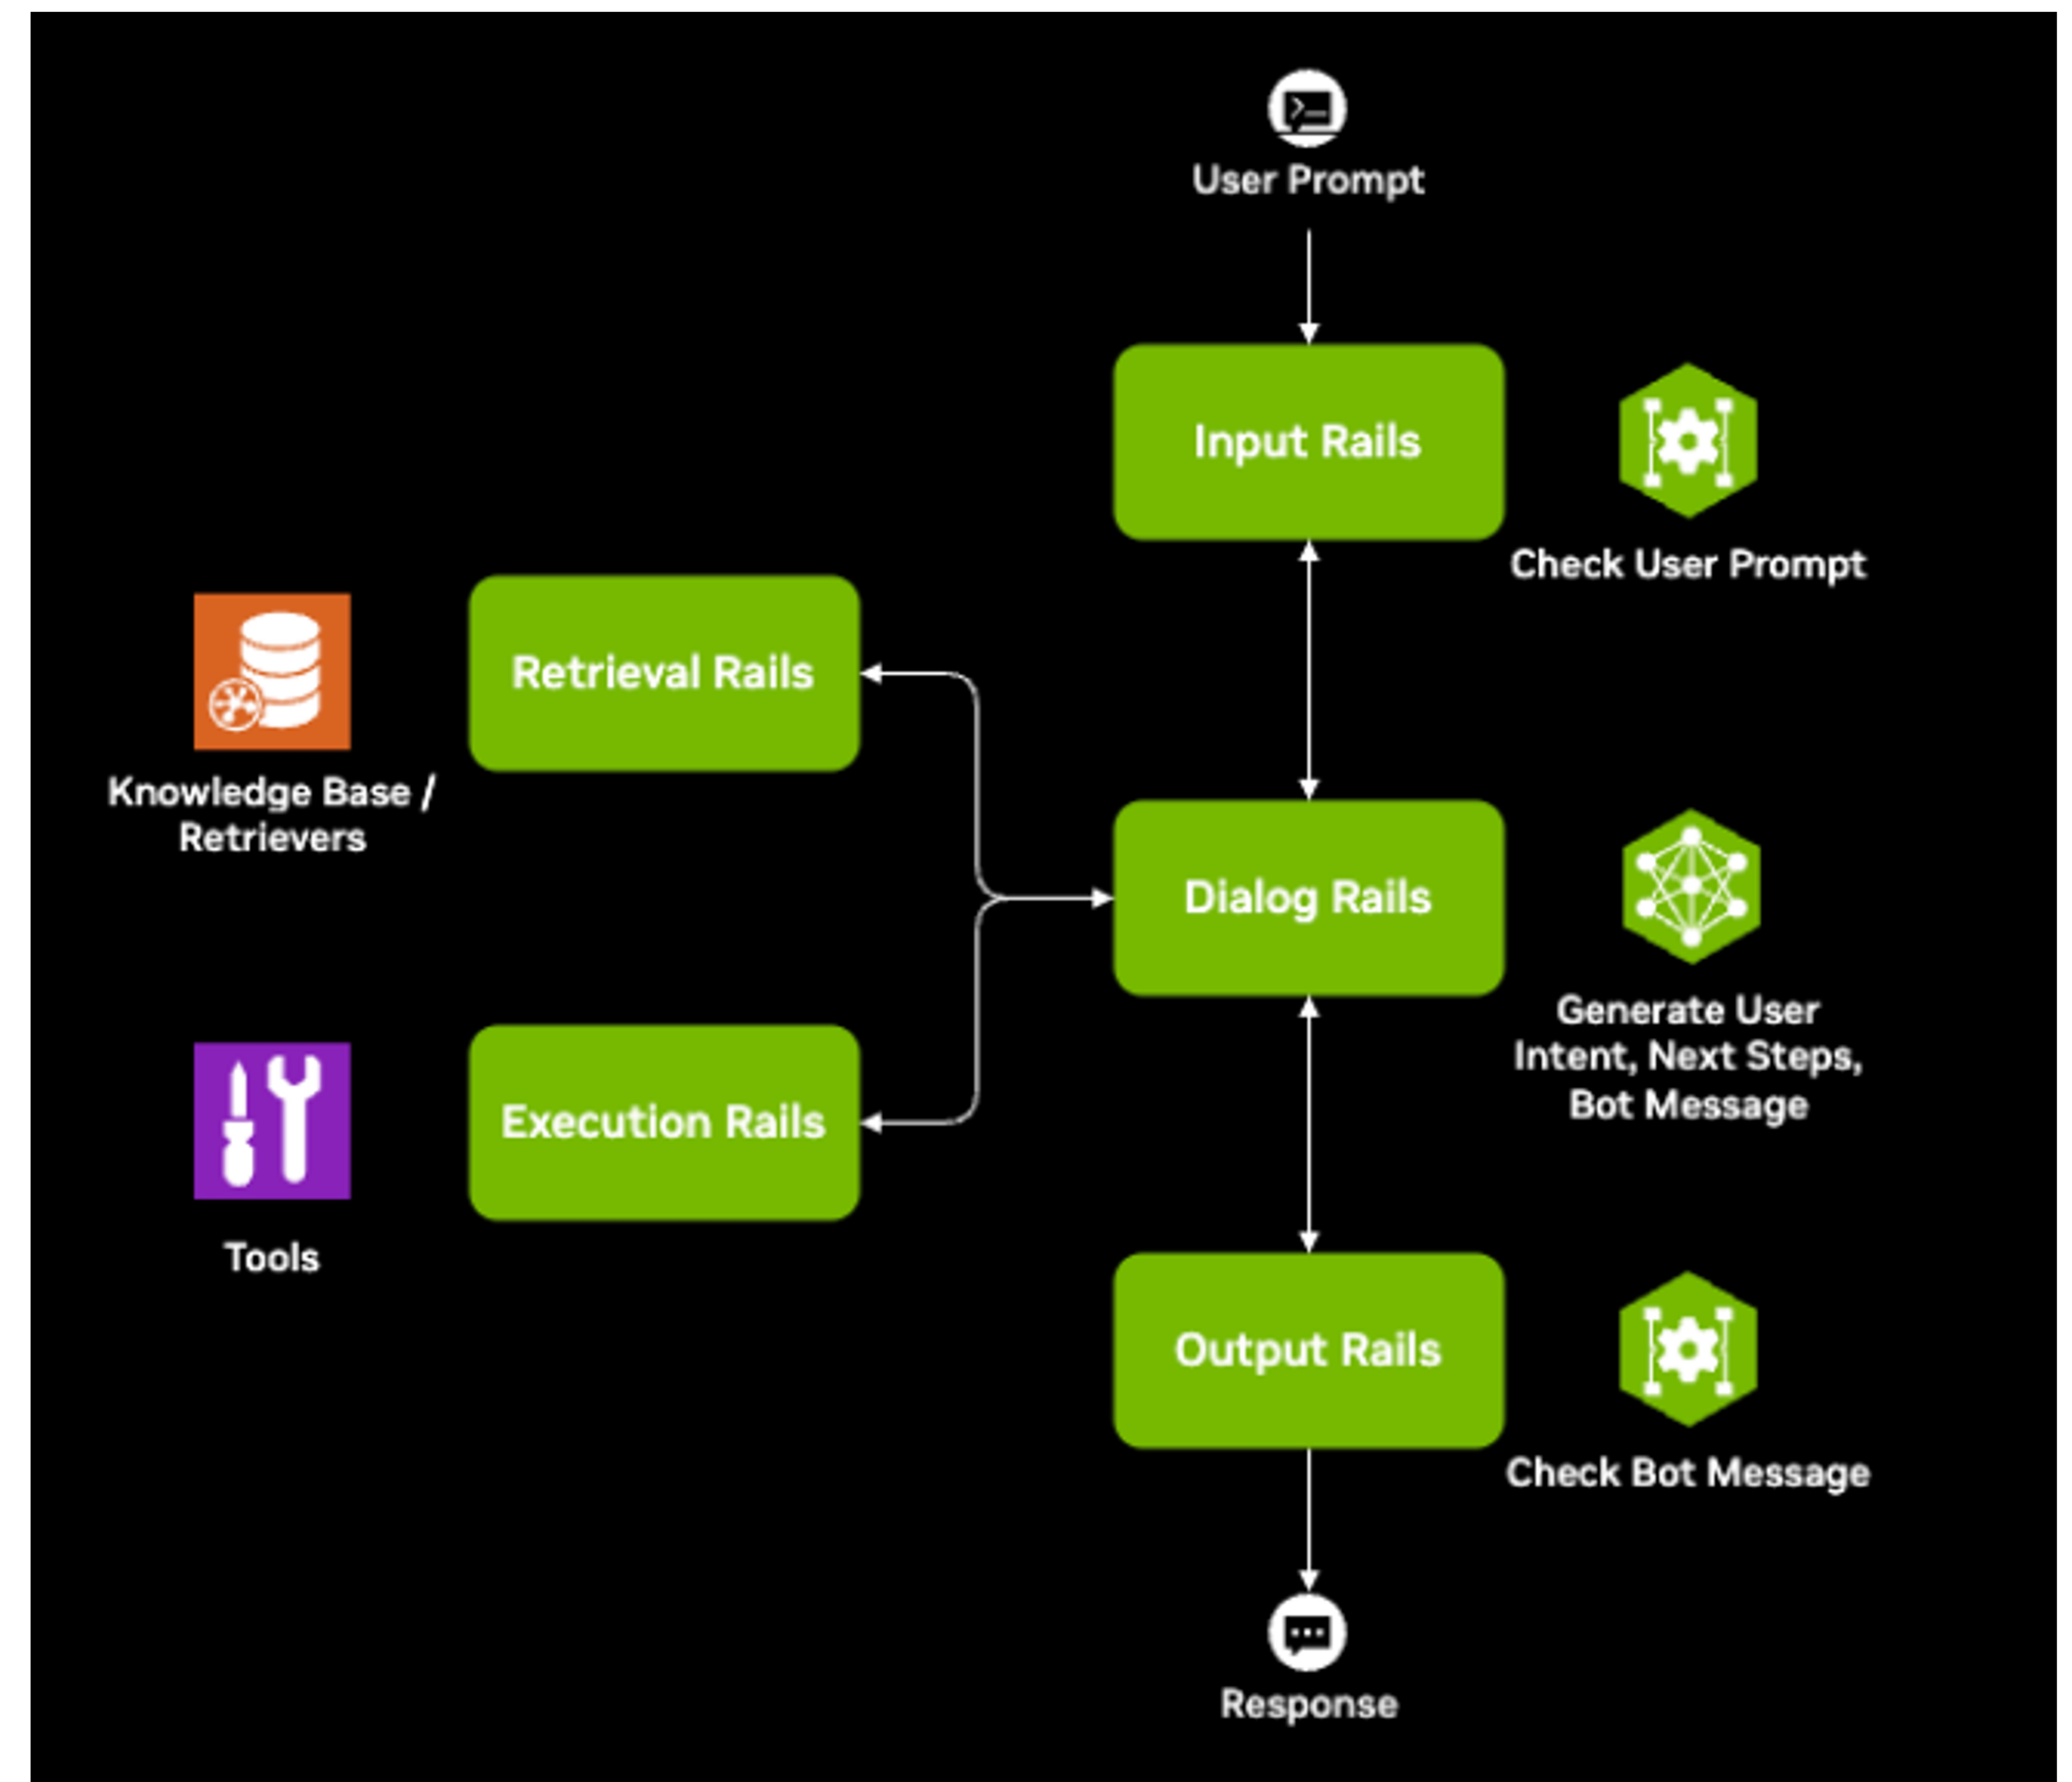 User Prompt
Input Rails
Check User Prompt
Retrieval Rails
Knowledge Base /
Retrievers
Dialog Rails
Generate User
Intent, Next Steps,
Bot Message
Execution Rails
Tools
Output Rails
Check Bot Message
Response